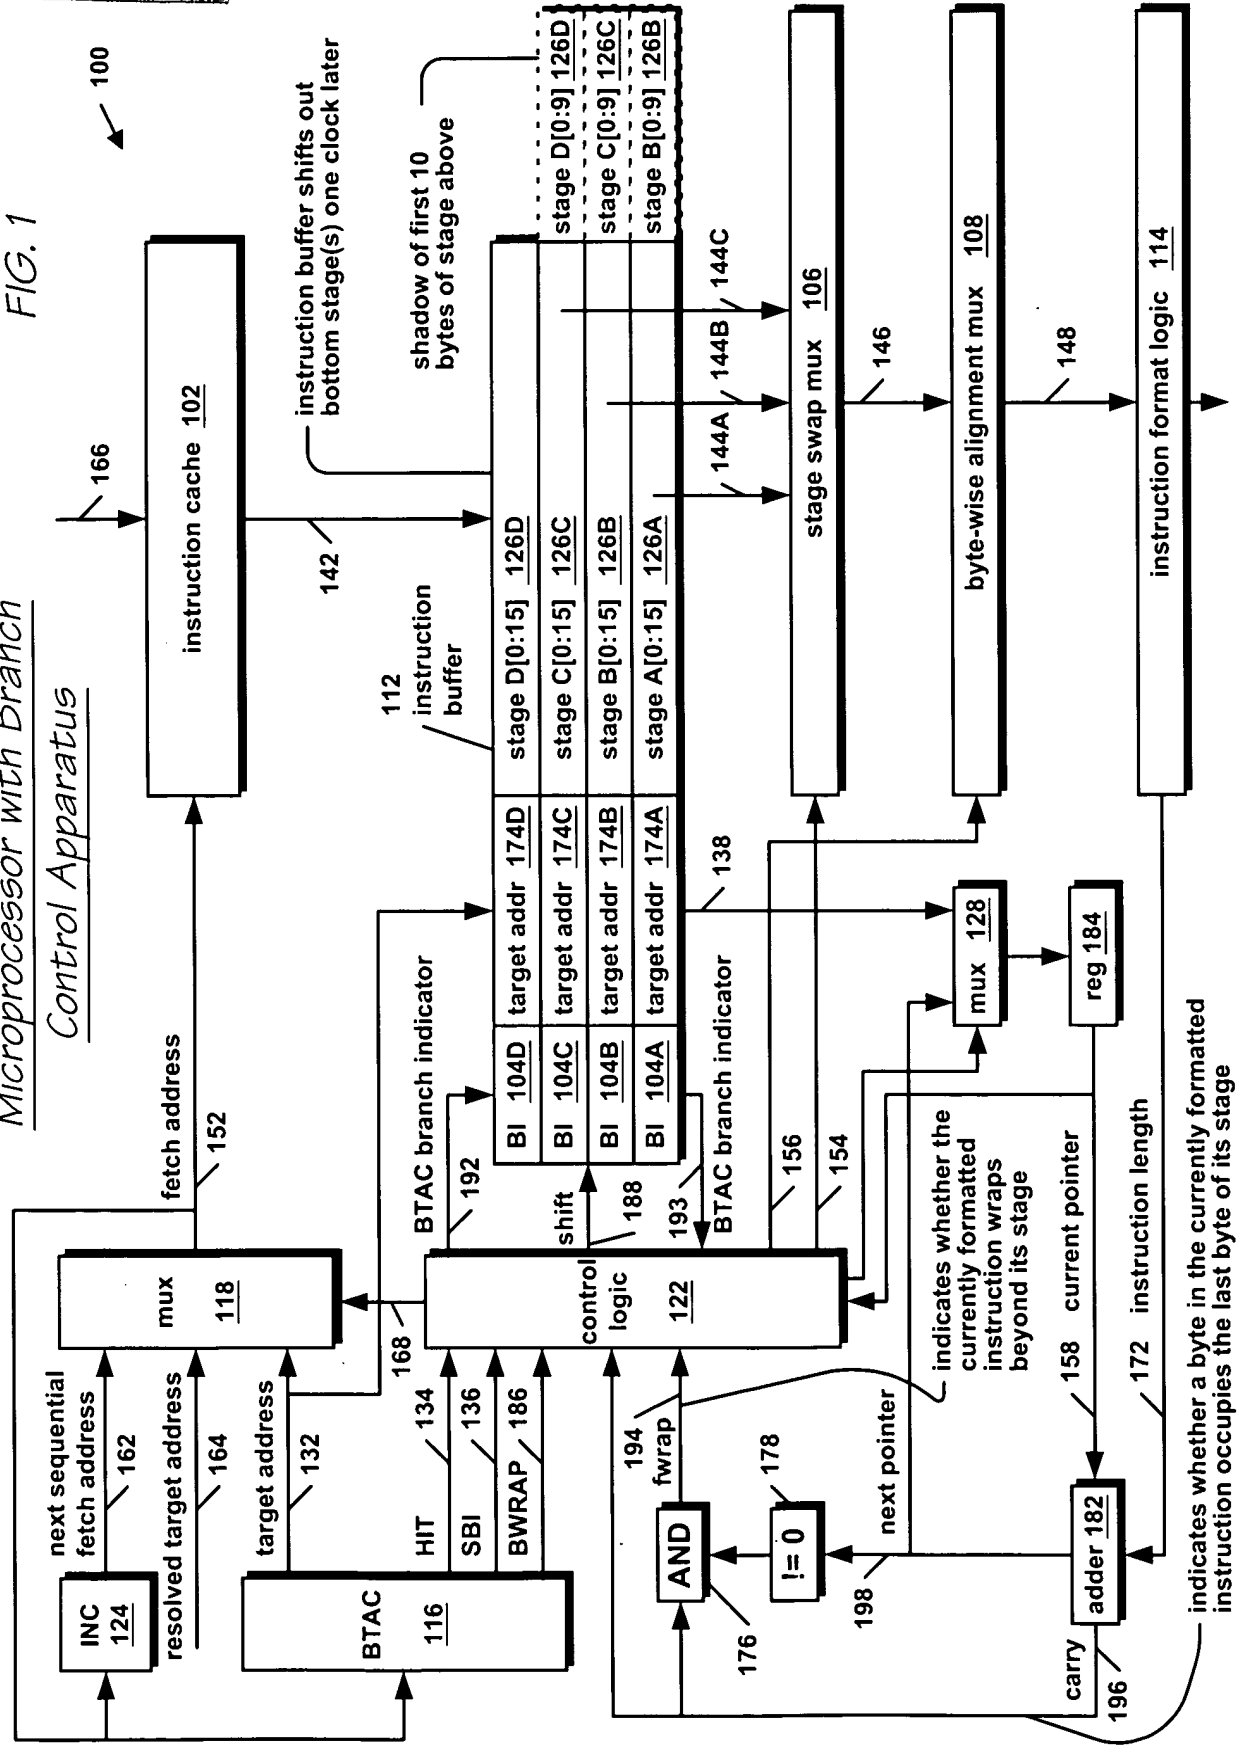 FIG. 1
Microprocessor with Branch
Control Apparatus
100
166
fetch address
152
instruction cache 102
142
instruction buffer shifts out
bottom stage(s) one clock later
shadow of first 10
bytes of stage above
112
instruction
buffer
next sequential
fetch address
162
INC
124
resolved target address
164
target address
132
mux
118
168
BTAC
116
HIT
134
SBI
136
BWRAP
186
control
logic
122
BTAC branch indicator
192
shift
188
193
BTAC branch indicator
BI 104D target addr 174D stage D[0:15] 126D
BI 104C target addr 174C stage C[0:15] 126C stage D[0:9] 126D
BI 104B target addr 174B stage B[0:15] 126B stage C[0:9] 126C
BI 104A target addr 174A stage A[0:15] 126A stage B[0:9] 126B
138
144A
144B
144C
156
154
stage swap mux 106
146
byte-wise alignment mux 108
148
instruction format logic 114
mux 128
reg 184
194
fwrap
AND
176
!= 0
178
198
next pointer
indicates whether the
currently formatted
instruction wraps
beyond its stage
158 current pointer
172 instruction length
adder 182
carry
196
indicates whether a byte in the currently formatted
instruction occupies the last byte of its stage